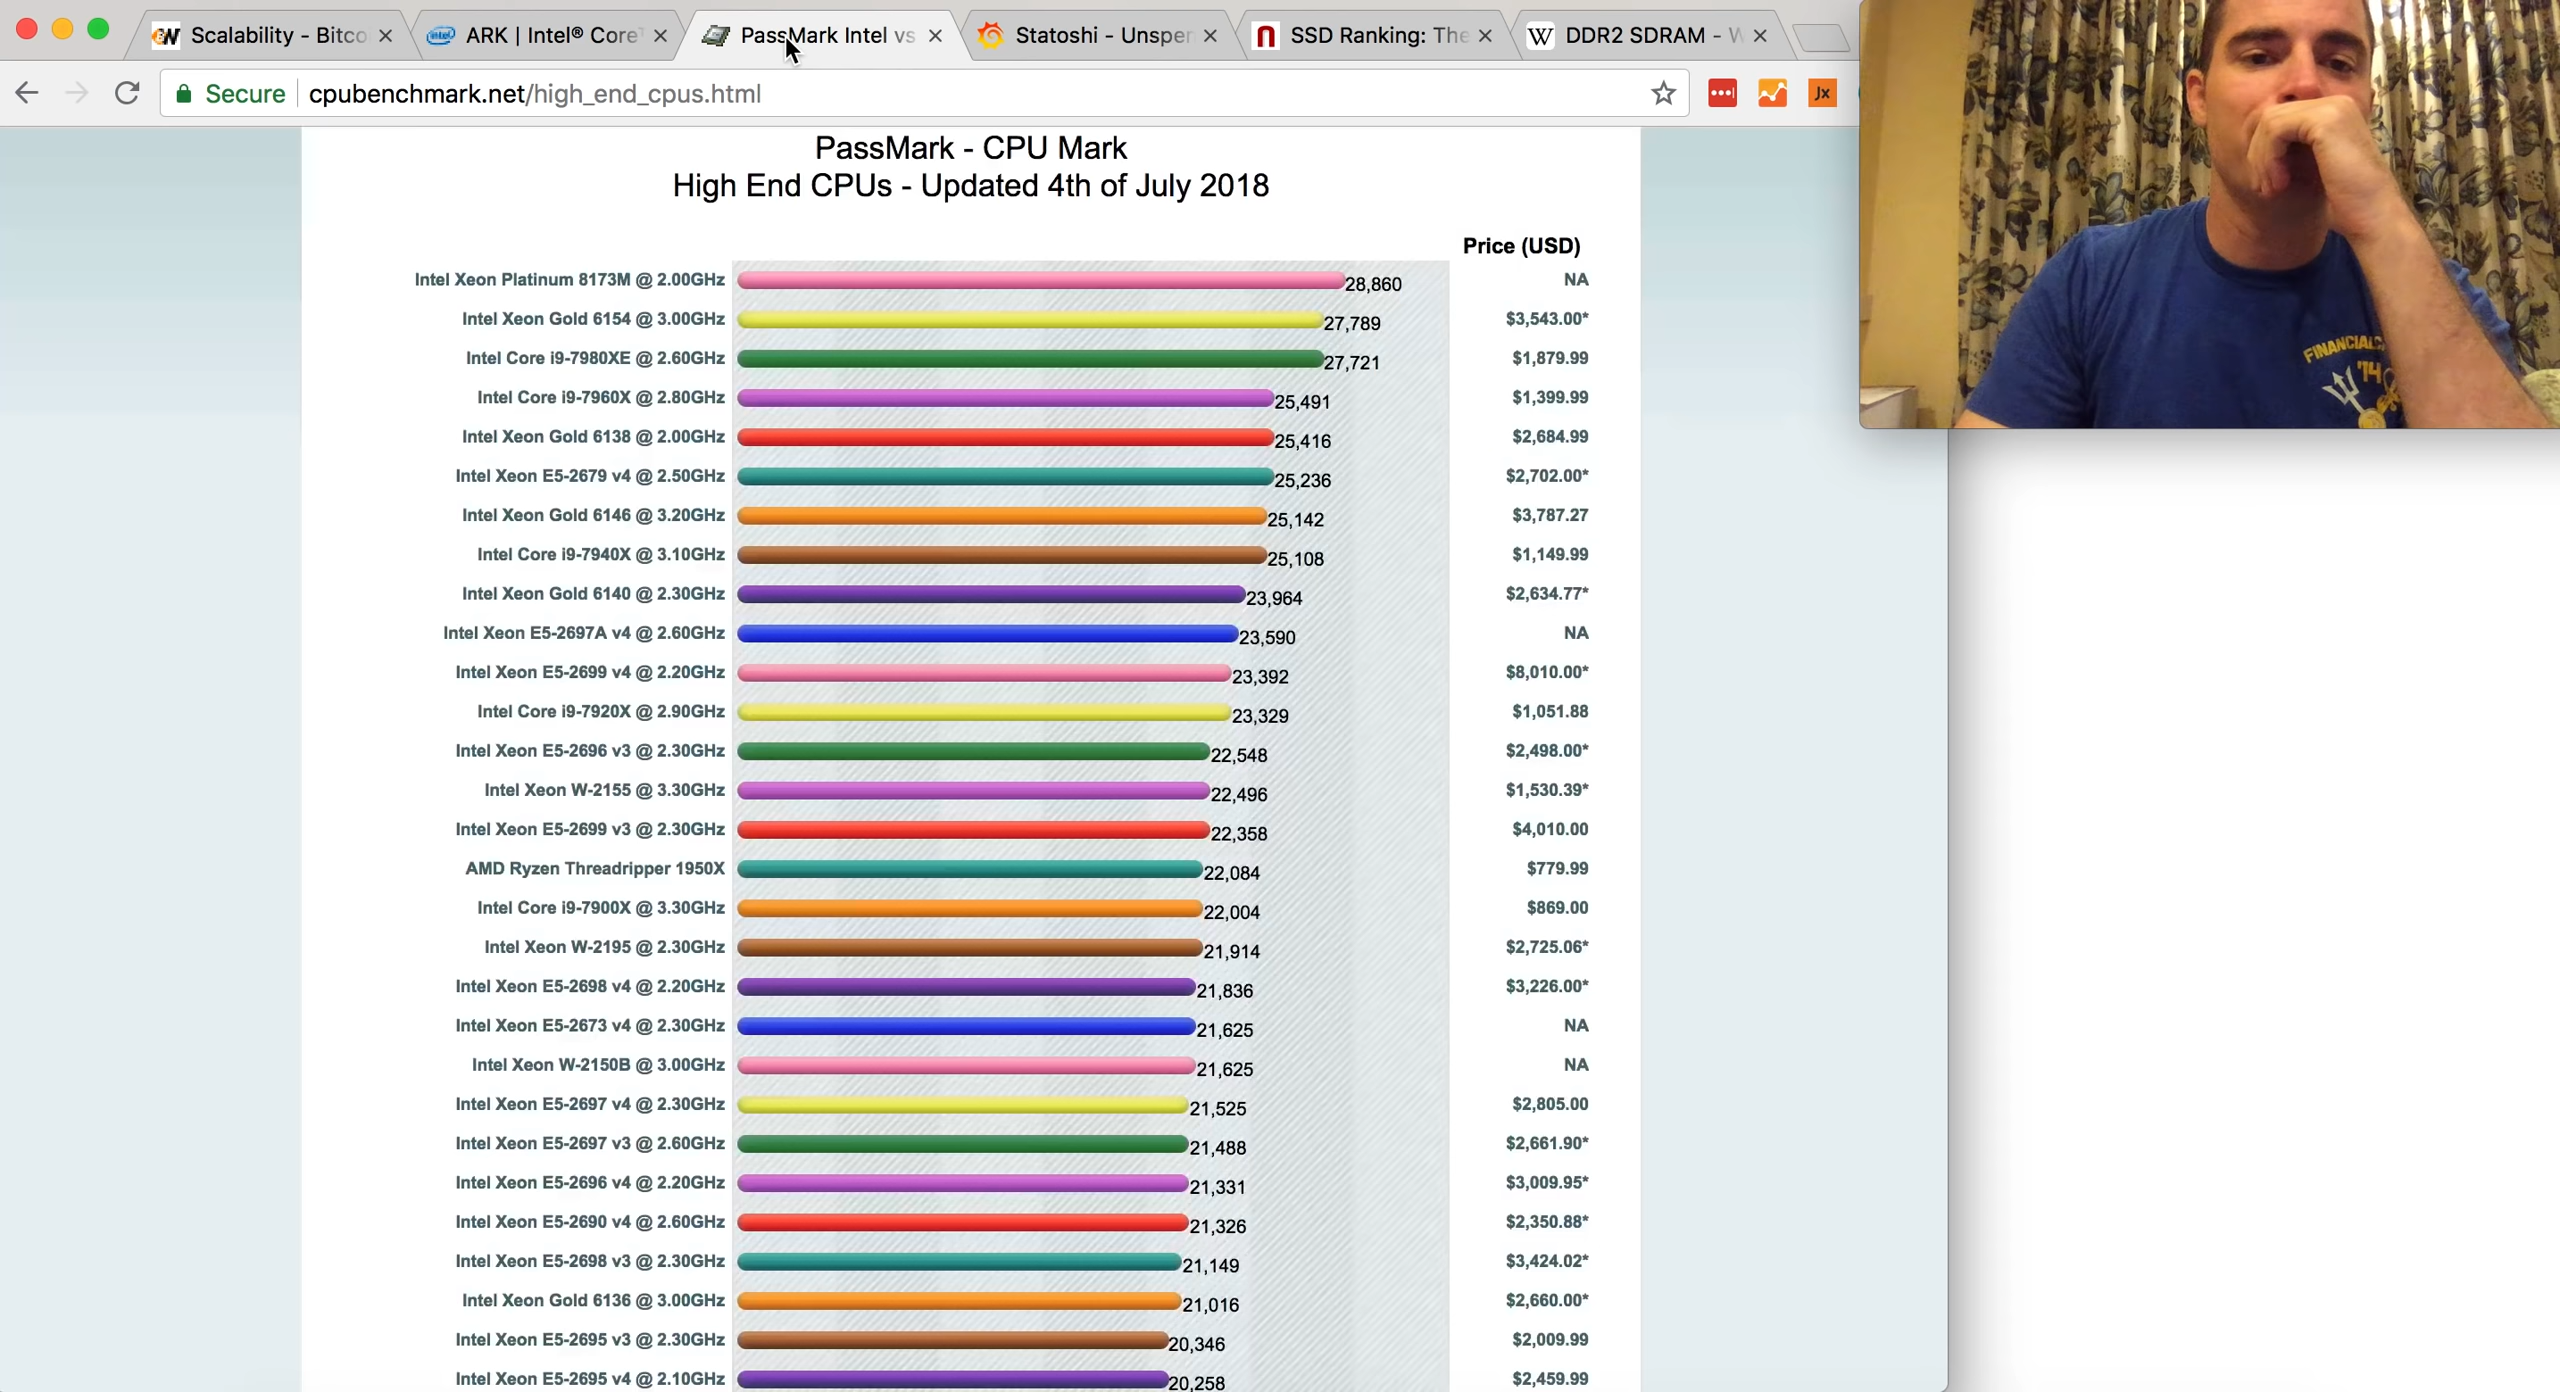 Scalability - Bitco
ARK | Intel® Core
PassMark Intel vs
Statoshi - Unspen
SSD Ranking: The
DDR2 SDRAM - W
Secure
cpubenchmark.net/high_end_cpus.html
Jx
PassMark - CPU Mark
High End CPUs - Updated 4th of July 2018
Price (USD)
Intel Xeon Platinum 8173M @ 2.00GHz 28,860 NA
Intel Xeon Gold 6154 @ 3.00GHz 27,789 $3,543.00*
Intel Core i9-7980XE @ 2.60GHz 27,721 $1,879.99
Intel Core i9-7960X @ 2.80GHz 25,491 $1,399.99
Intel Xeon Gold 6138 @ 2.00GHz 25,416 $2,684.99
Intel Xeon E5-2679 v4 @ 2.50GHz 25,236 $2,702.00*
Intel Xeon Gold 6146 @ 3.20GHz 25,142 $3,787.27
Intel Core i9-7940X @ 3.10GHz 25,108 $1,149.99
Intel Xeon Gold 6140 @ 2.30GHz 23,964 $2,634.77*
Intel Xeon E5-2697A v4 @ 2.60GHz 23,590 NA
Intel Xeon E5-2699 v4 @ 2.20GHz 23,392 $8,010.00*
Intel Core i9-7920X @ 2.90GHz 23,329 $1,051.88
Intel Xeon E5-2696 v3 @ 2.30GHz 22,548 $2,498.00*
Intel Xeon W-2155 @ 3.30GHz 22,496 $1,530.39*
Intel Xeon E5-2699 v3 @ 2.30GHz 22,358 $4,010.00
AMD Ryzen Threadripper 1950X 22,084 $779.99
Intel Core i9-7900X @ 3.30GHz 22,004 $869.00
Intel Xeon W-2195 @ 2.30GHz 21,914 $2,725.06*
Intel Xeon E5-2698 v4 @ 2.20GHz 21,836 $3,226.00*
Intel Xeon E5-2673 v4 @ 2.30GHz 21,625 NA
Intel Xeon W-2150B @ 3.00GHz 21,625 NA
Intel Xeon E5-2697 v4 @ 2.30GHz 21,525 $2,805.00
Intel Xeon E5-2697 v3 @ 2.60GHz 21,488 $2,661.90*
Intel Xeon E5-2696 v4 @ 2.20GHz 21,331 $3,009.95*
Intel Xeon E5-2690 v4 @ 2.60GHz 21,326 $2,350.88*
Intel Xeon E5-2698 v3 @ 2.30GHz 21,149 $3,424.02*
Intel Xeon Gold 6136 @ 3.00GHz 21,016 $2,660.00*
Intel Xeon E5-2695 v3 @ 2.30GHz 20,346 $2,009.99
Intel Xeon E5-2695 v4 @ 2.10GHz 20,258 $2,459.99
FINANCIAL
'14